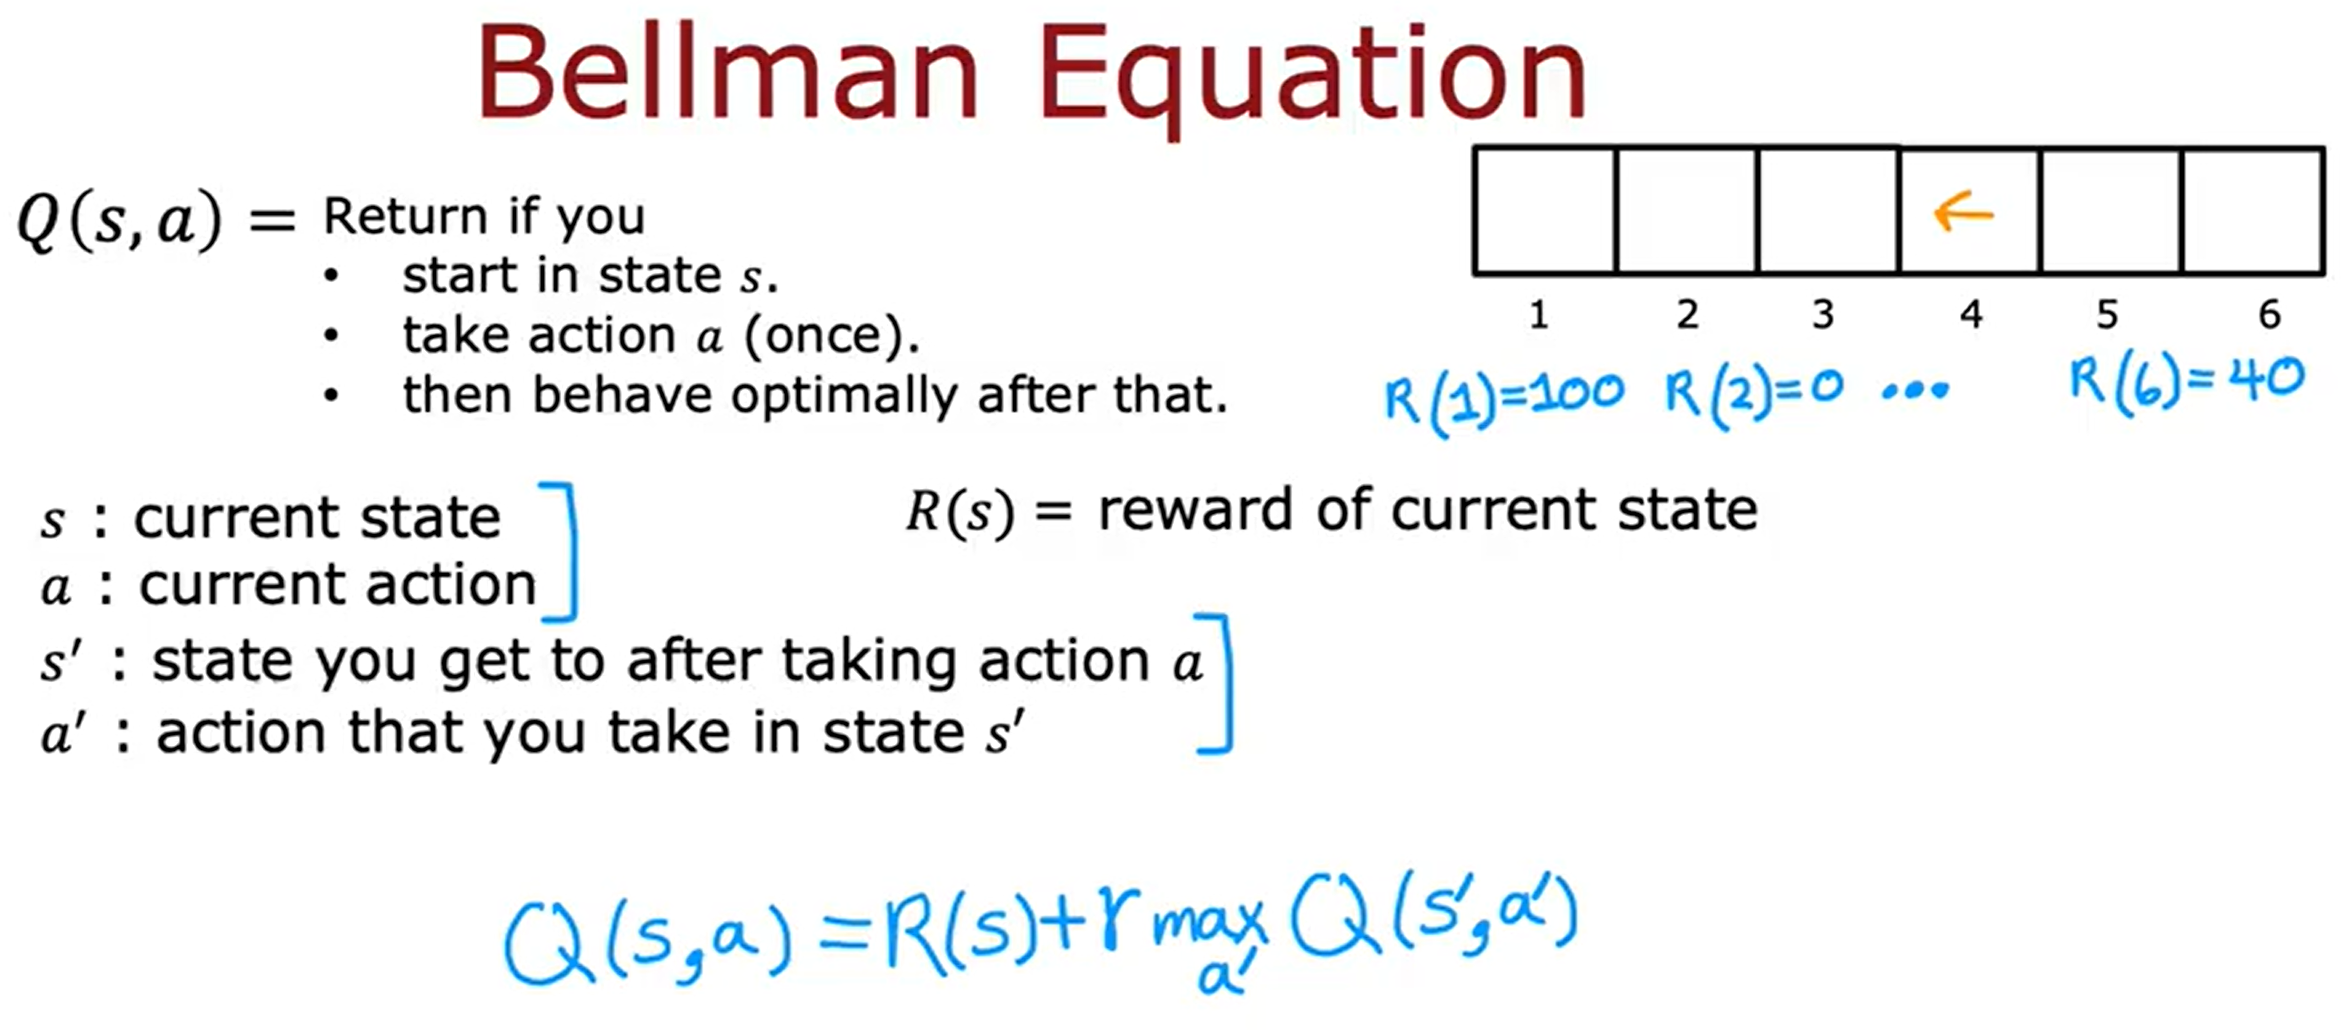 Bellman Equation
Q(s, a) = Return if you
• start in state s.
• take action a (once).
• then behave optimally after that.
←
1 2 3 4 5 6
R(1)=100 R(2)=0 ... R(6)=40
s : current state
a : current action
R(s) = reward of current state
s′ : state you get to after taking action a
a′ : action that you take in state s′
Q(s,a) = R(s)+γ max Q(s′,a′)
a′